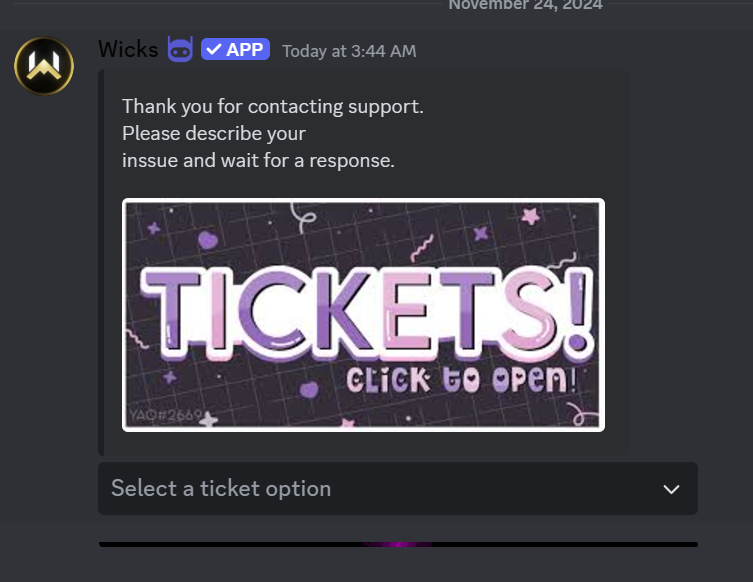 November 24, 2024
Wicks APP Today at 3:44 AM
Thank you for contacting support.
Please describe your
inssue and wait for a response.
TICKETS!
CLICK to OPEN!
YAO#2669
Select a ticket option